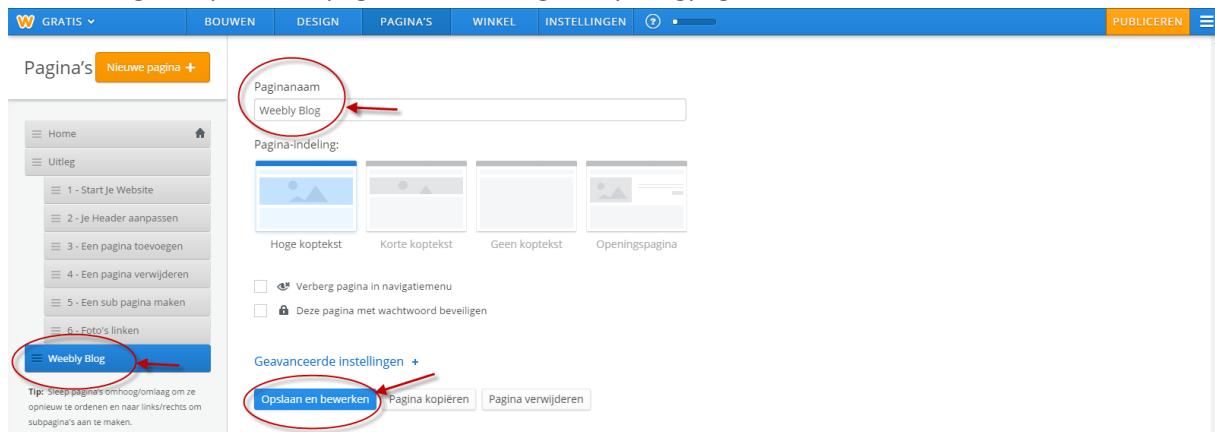 GRATIS BOUWEN DESIGN PAGINA'S WINKEL INSTELLINGEN ? PUBLICEREN
Pagina's Nieuwe pagina +
Home
Uitleg
1 - Start Je Website
2 - Je Header aanpassen
3 - Een pagina toevoegen
4 - Een pagina verwijderen
5 - Een sub pagina maken
6 - Foto's linken
Weebly Blog
Tip: Sleep pagina's omhoog/omlaag om ze
opnieuw te ordenen en naar links/rechts om
subpagina's aan te maken.
Paginanaam
Weebly Blog
Pagina-indeling:
Hoge koptekst Korte koptekst Geen koptekst Openingspagina
Verberg pagina in navigatiemenu
Deze pagina met wachtwoord beveiligen
Geavanceerde instellingen +
Opslaan en bewerken Pagina kopiëren Pagina verwijderen